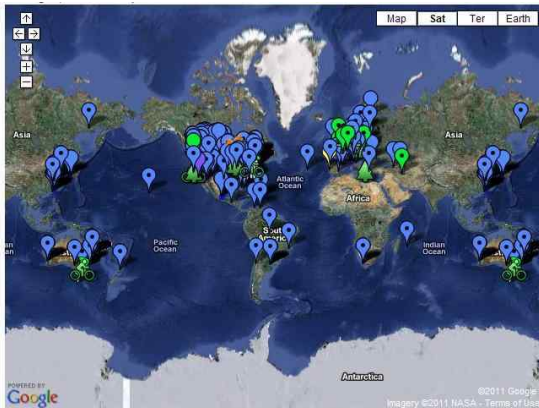 Map Sat Ter Earth
Asia
Asia
Atlantic
Ocean
Africa
Pacific
Ocean
South
Indian
Ocean
Antarctica
POWERED BY
Google
©2011 Google
Imagery ©2011 NASA - Terms of Use